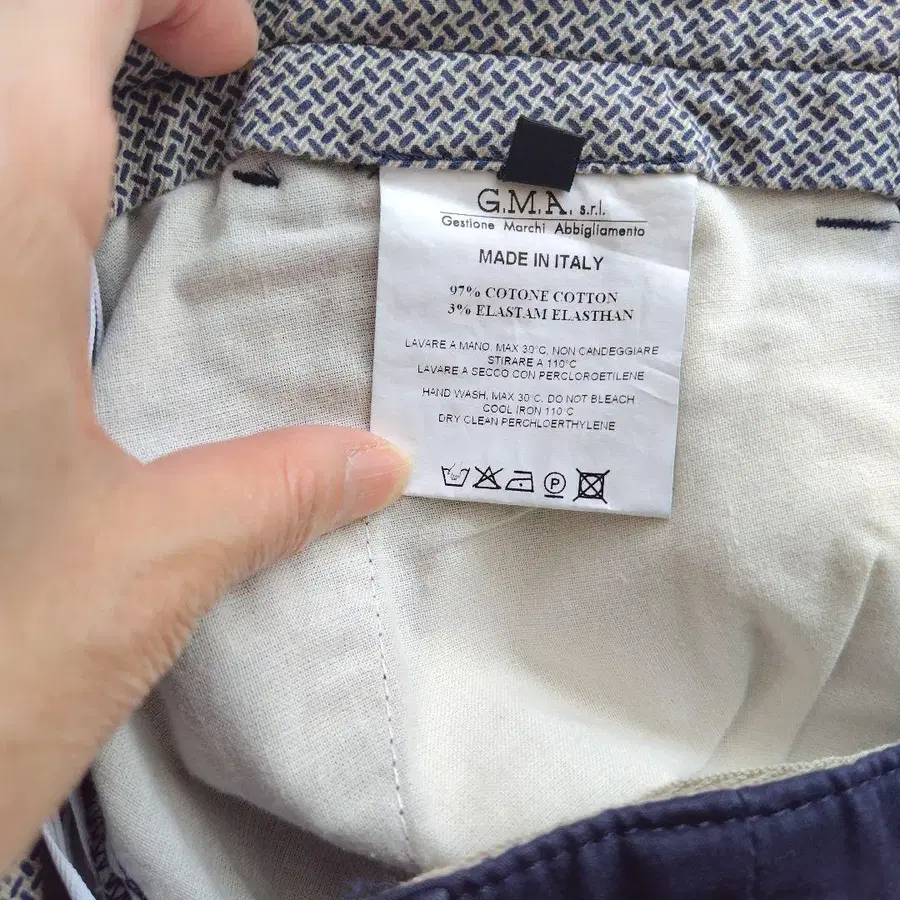 G.M.A. s.r.l.
Gestione Marchi Abbigliamento
MADE IN ITALY
97% COTONE COTTON
3% ELASTAM ELASTHAN
LAVARE A MANO, MAX 30°C, NON CANDEGGIARE
STIRARE A 110°C
LAVARE A SECCO CON PERCLOROETILENE
HAND WASH, MAX 30°C, DO NOT BLEACH
COOL IRON 110°C
DRY CLEAN PERCHLOERTHYLENE
P